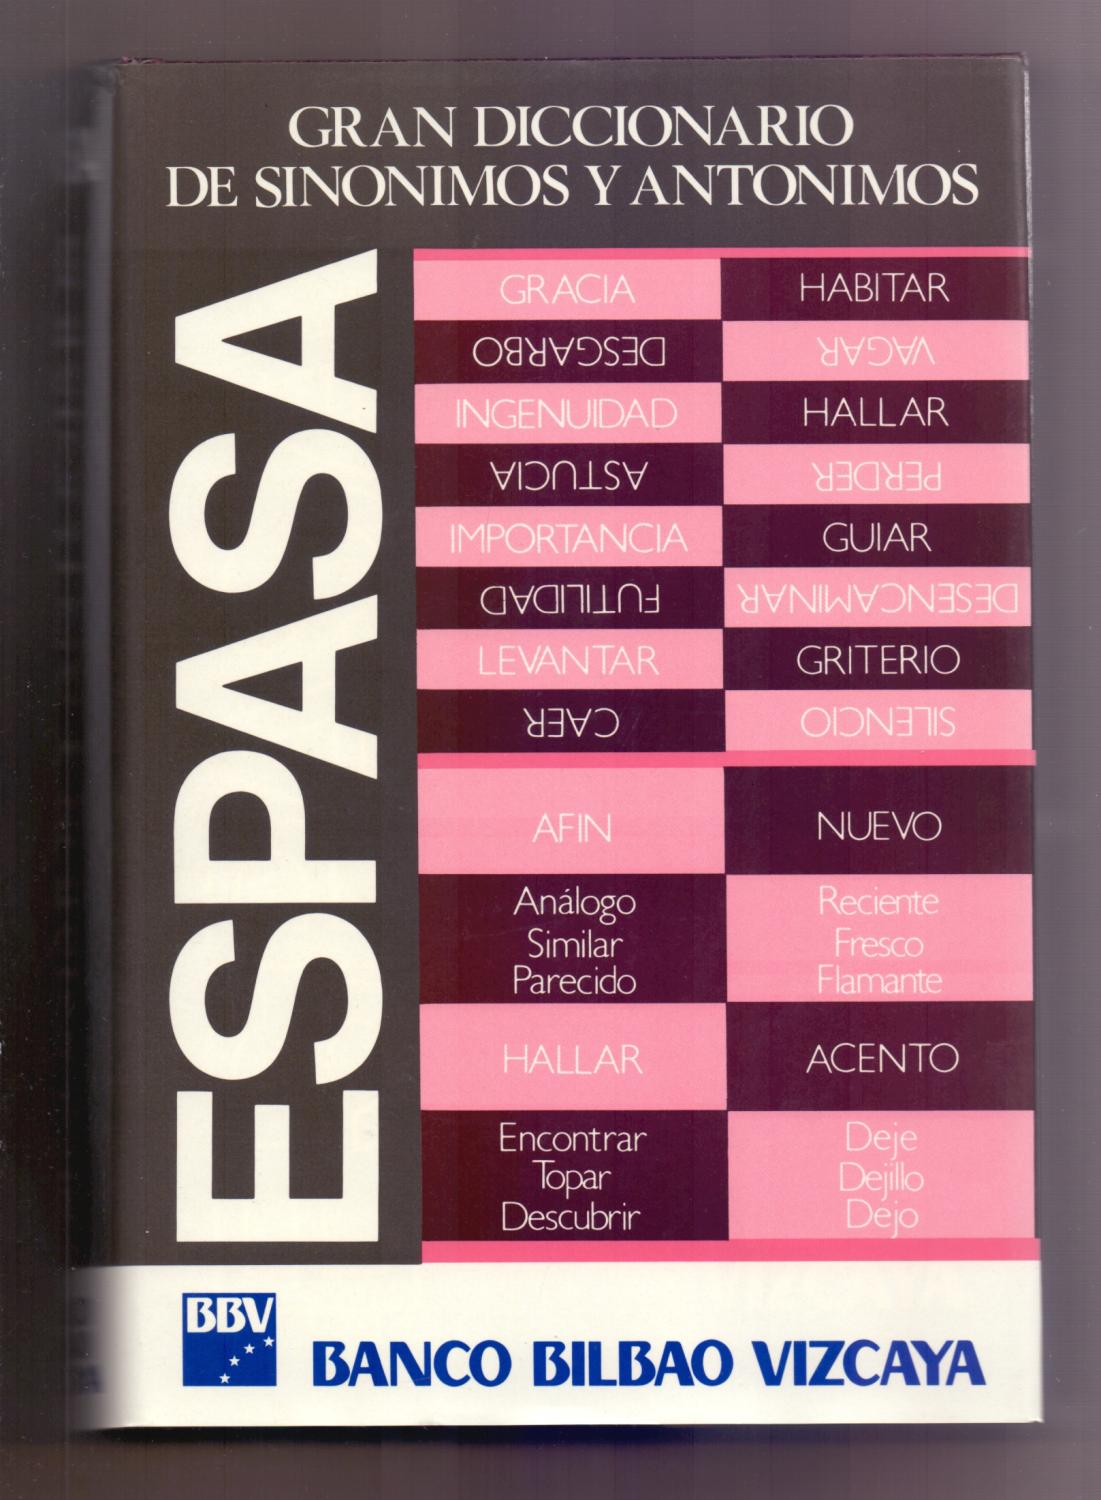 GRAN DICCIONARIO
DE SINONIMOS Y ANTONIMOS
ESPASA
GRACIA
HABITAR
DESGARBO
VAGAR
INGENUIDAD
HALLAR
ASTUCIA
PERDER
IMPORTANCIA
GUIAR
FUTILIDAD
DESENCAMINAR
LEVANTAR
GRITERIO
CAER
SILENCIO
AFIN
NUEVO
Análogo
Similar
Parecido
Reciente
Fresco
Flamante
HALLAR
ACENTO
Encontrar
Topar
Descubrir
Deje
Dejillo
Dejo
BBV
BANCO BILBAO VIZCAYA